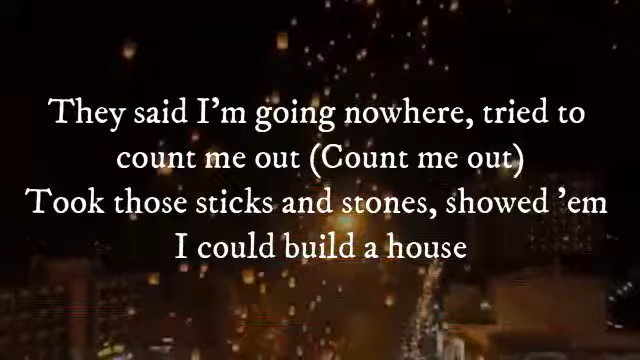 They said I'm going nowhere, tried to
count me out (Count me out)
Took those sticks and stones, showed 'em
I could build a house